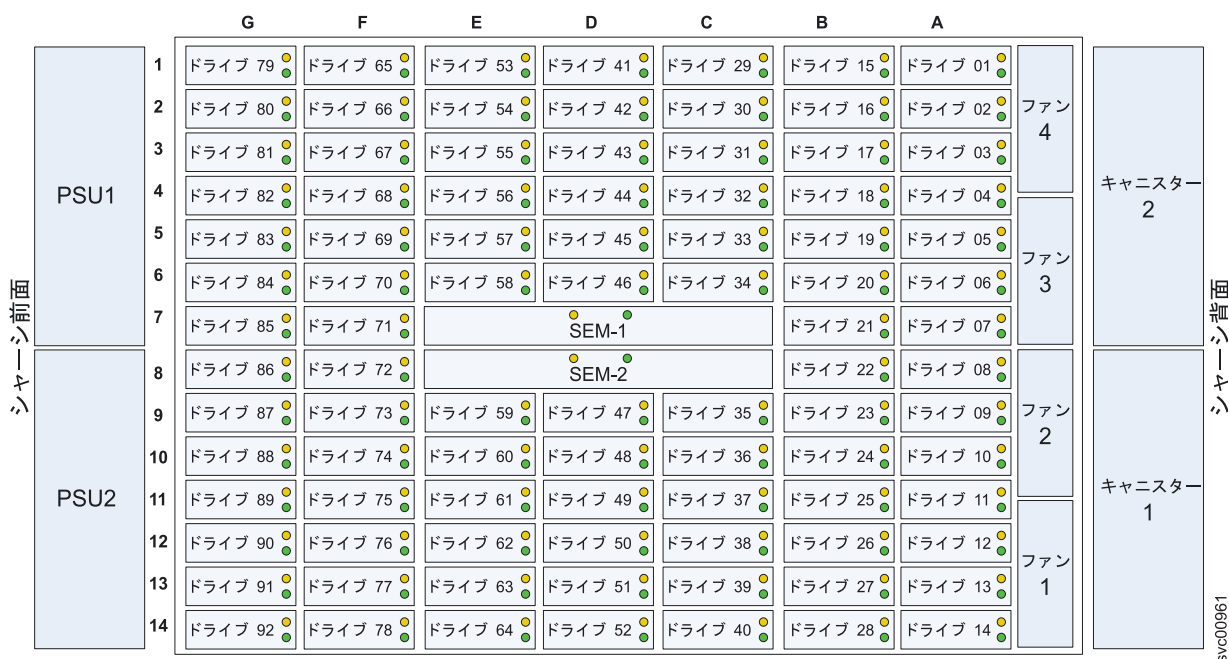 G F E D C B A
シャーシ前面
PSU1
PSU2
1 ドライブ 79 ドライブ 65 ドライブ 53 ドライブ 41 ドライブ 29 ドライブ 15 ドライブ 01
2 ドライブ 80 ドライブ 66 ドライブ 54 ドライブ 42 ドライブ 30 ドライブ 16 ドライブ 02
3 ドライブ 81 ドライブ 67 ドライブ 55 ドライブ 43 ドライブ 31 ドライブ 17 ドライブ 03
4 ドライブ 82 ドライブ 68 ドライブ 56 ドライブ 44 ドライブ 32 ドライブ 18 ドライブ 04
5 ドライブ 83 ドライブ 69 ドライブ 57 ドライブ 45 ドライブ 33 ドライブ 19 ドライブ 05
6 ドライブ 84 ドライブ 70 ドライブ 58 ドライブ 46 ドライブ 34 ドライブ 20 ドライブ 06
7 ドライブ 85 ドライブ 71 SEM-1 ドライブ 21 ドライブ 07
8 ドライブ 86 ドライブ 72 SEM-2 ドライブ 22 ドライブ 08
9 ドライブ 87 ドライブ 73 ドライブ 59 ドライブ 47 ドライブ 35 ドライブ 23 ドライブ 09
10 ドライブ 88 ドライブ 74 ドライブ 60 ドライブ 48 ドライブ 36 ドライブ 24 ドライブ 10
11 ドライブ 89 ドライブ 75 ドライブ 61 ドライブ 49 ドライブ 37 ドライブ 25 ドライブ 11
12 ドライブ 90 ドライブ 76 ドライブ 62 ドライブ 50 ドライブ 38 ドライブ 26 ドライブ 12
13 ドライブ 91 ドライブ 77 ドライブ 63 ドライブ 51 ドライブ 39 ドライブ 27 ドライブ 13
14 ドライブ 92 ドライブ 78 ドライブ 64 ドライブ 52 ドライブ 40 ドライブ 28 ドライブ 14
ファン
4
ファン
3
ファン
2
ファン
1
キャニスター
2
キャニスター
1
シャーシ背面
svc00961